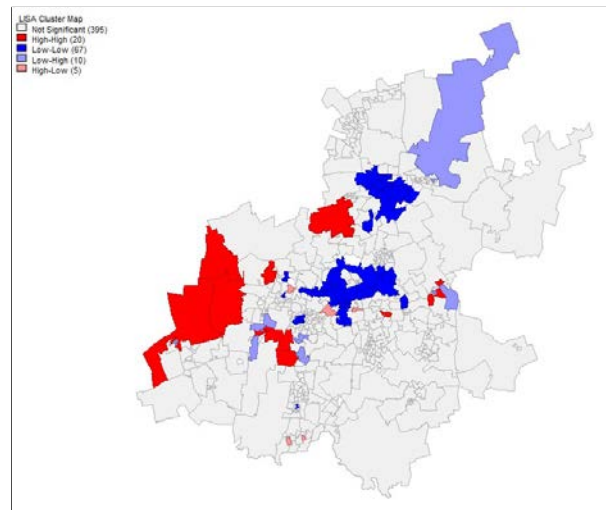 LISA Cluster Map
Not Significant (395)
High-High (20)
Low-Low (67)
Low-High (10)
High-Low (5)